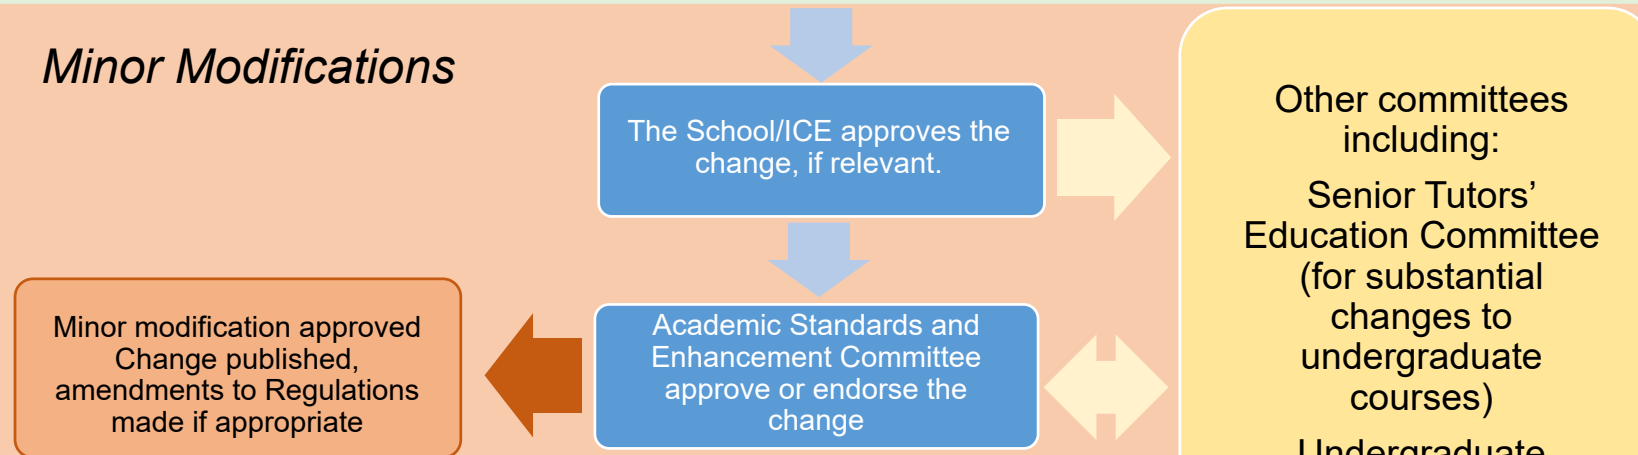 Minor Modifications
The School/ICE approves the
change, if relevant.
Academic Standards and
Enhancement Committee
approve or endorse the
change
Minor modification approved
Change published,
amendments to Regulations
made if appropriate
Other committees
including:
Senior Tutors’
Education Committee
(for substantial
changes to
undergraduate
courses)
Undergraduate